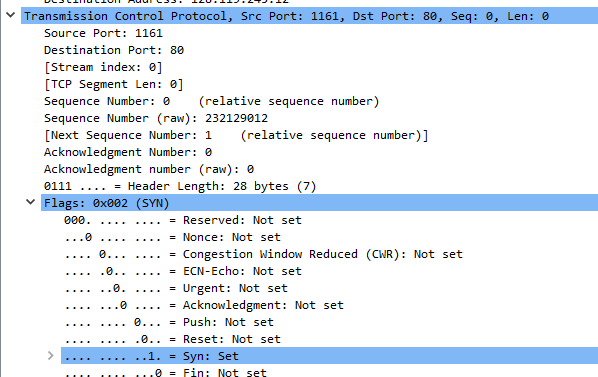 Destination Address: 128.119.245.12
Transmission Control Protocol, Src Port: 1161, Dst Port: 80, Seq: 0, Len: 0
Source Port: 1161
Destination Port: 80
[Stream index: 0]
[TCP Segment Len: 0]
Sequence Number: 0    (relative sequence number)
Sequence Number (raw): 232129012
[Next Sequence Number: 1    (relative sequence number)]
Acknowledgment Number: 0
Acknowledgment number (raw): 0
0111 .... = Header Length: 28 bytes (7)
Flags: 0x002 (SYN)
000. .... .... = Reserved: Not set
...0 .... .... = Nonce: Not set
.... 0... .... = Congestion Window Reduced (CWR): Not set
.... .0.. .... = ECN-Echo: Not set
.... ..0. .... = Urgent: Not set
.... ...0 .... = Acknowledgment: Not set
.... .... 0... = Push: Not set
.... .... .0.. = Reset: Not set
.... .... ..1. = Syn: Set
.... .... ...0 = Fin: Not set